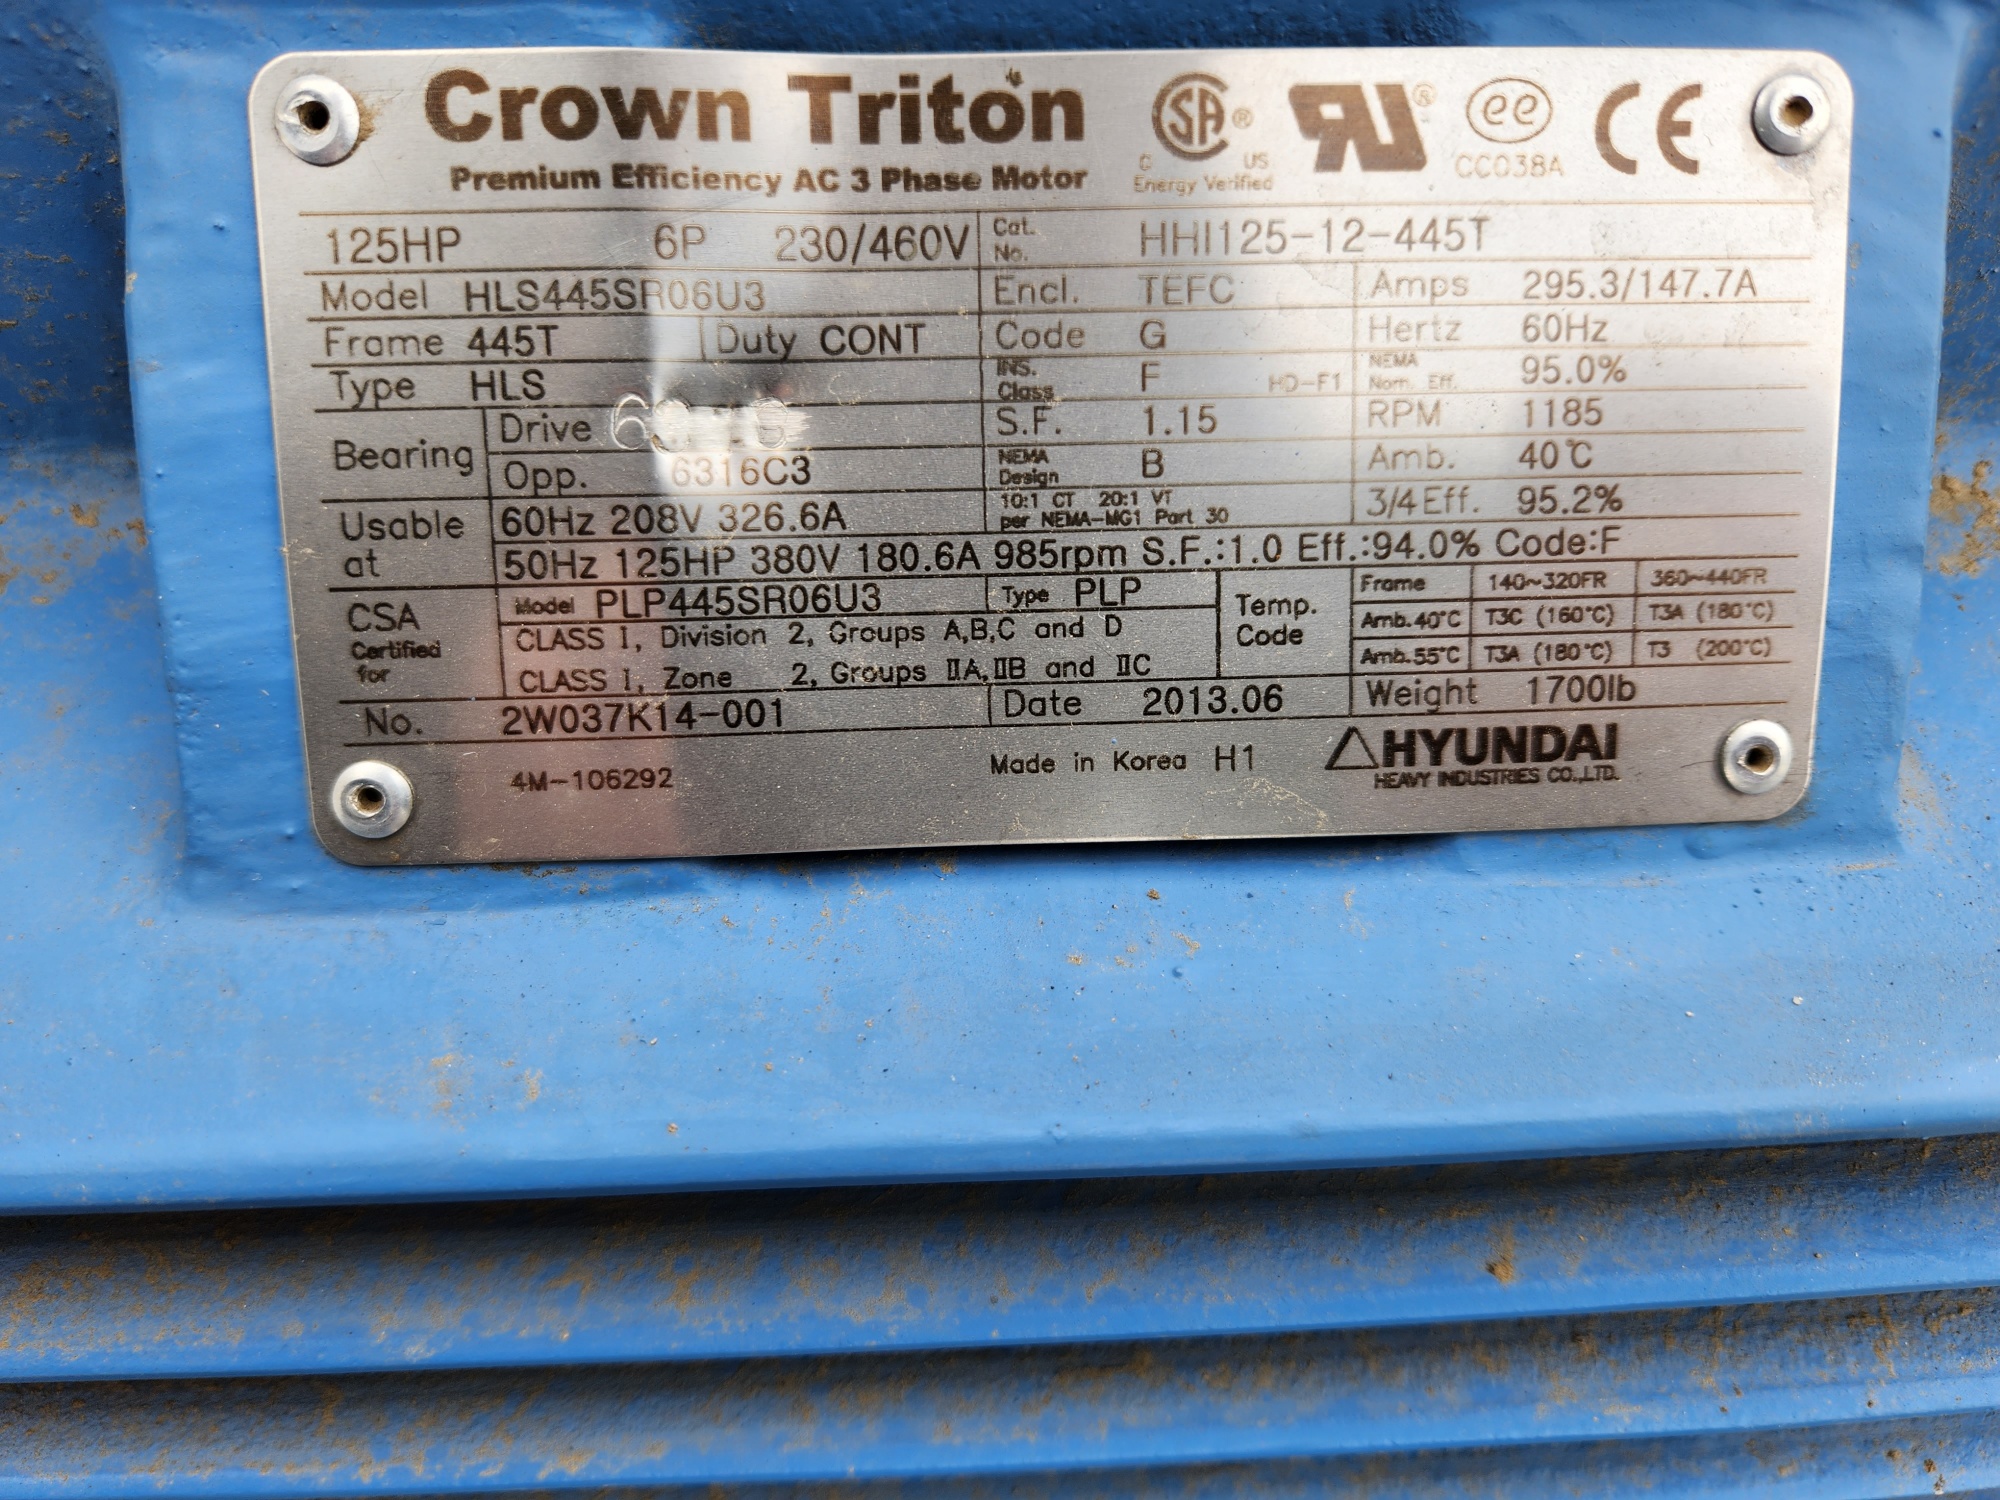 Crown Triton
Premium Efficiency AC 3 Phase Motor
CSA ® C US Energy Verified
UR ®
ee
CC038A
CE
125HP 6P 230/460V Cat. No. HHI125-12-445T
Model HLS445SR06U3 Encl. TEFC Amps 295.3/147.7A
Frame 445T Duty CONT Code G Hertz 60Hz
Type HLS INS. Class F HD-F1 NEMA Nom. Eff. 95.0%
Bearing Drive S.F. 1.15 RPM 1185
Opp. 6316C3 NEMA Design B Amb. 40°C
Usable at 60Hz 208V 326.6A 10:1 CT 20:1 VT per NEMA-MG1 Part 30 3/4 Eff. 95.2%
50Hz 125HP 380V 180.6A 985rpm S.F.:1.0 Eff.:94.0% Code:F
CSA Certified for Model PLP445SR06U3 Type PLP Temp. Code Frame 140~320FR 360~440FR
CLASS I, Division 2, Groups A,B,C and D Amb.40°C T3C (160°C) T3A (180°C)
CLASS I, Zone 2, Groups IIA,IIB and IIC Amb.55°C T3A (180°C) T3 (200°C)
No. 2W037K14-001 Date 2013.06 Weight 1700lb
4M-106292 Made in Korea H1 HYUNDAI
HEAVY INDUSTRIES CO.,LTD.